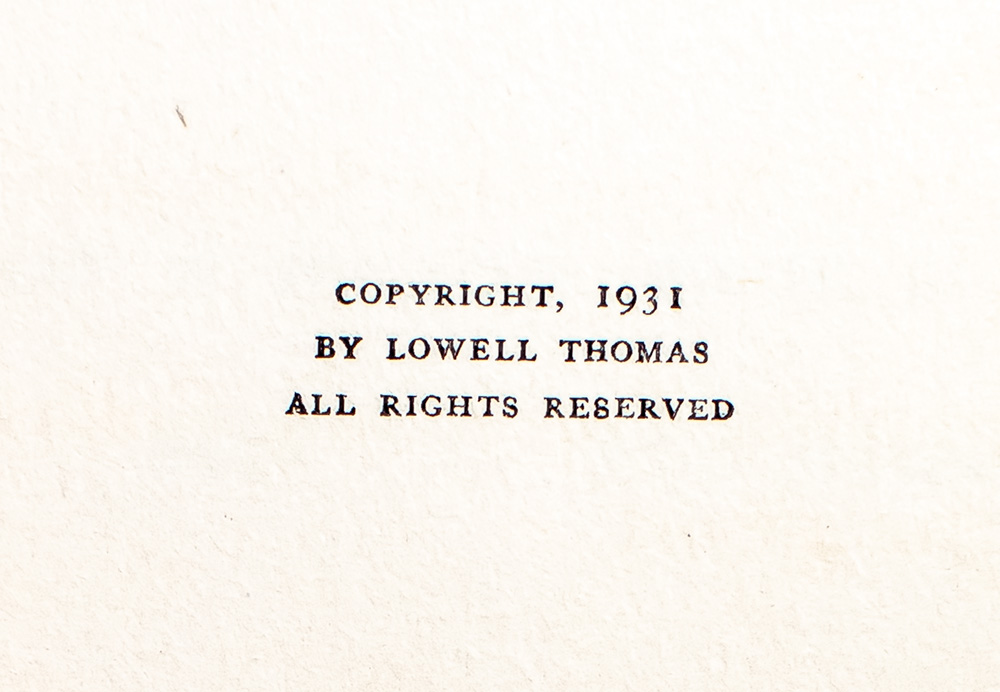 COPYRIGHT, 1931
BY LOWELL THOMAS
ALL RIGHTS RESERVED